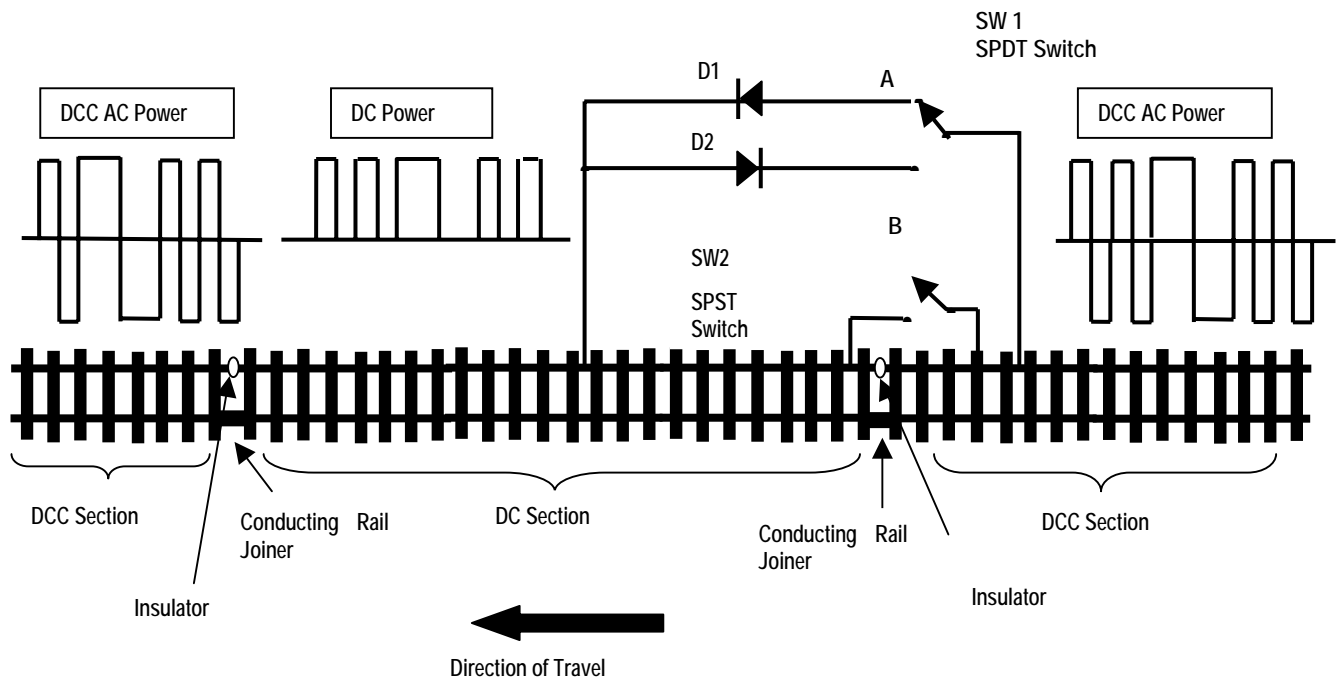 SW 1
SPDT Switch
D1
A
DCC AC Power
DC Power
DCC AC Power
D2
B
SW2
SPST
Switch
DCC Section
Conducting Rail
Joiner
DC Section
Conducting Rail
Joiner
DCC Section
Insulator
Insulator
Direction of Travel